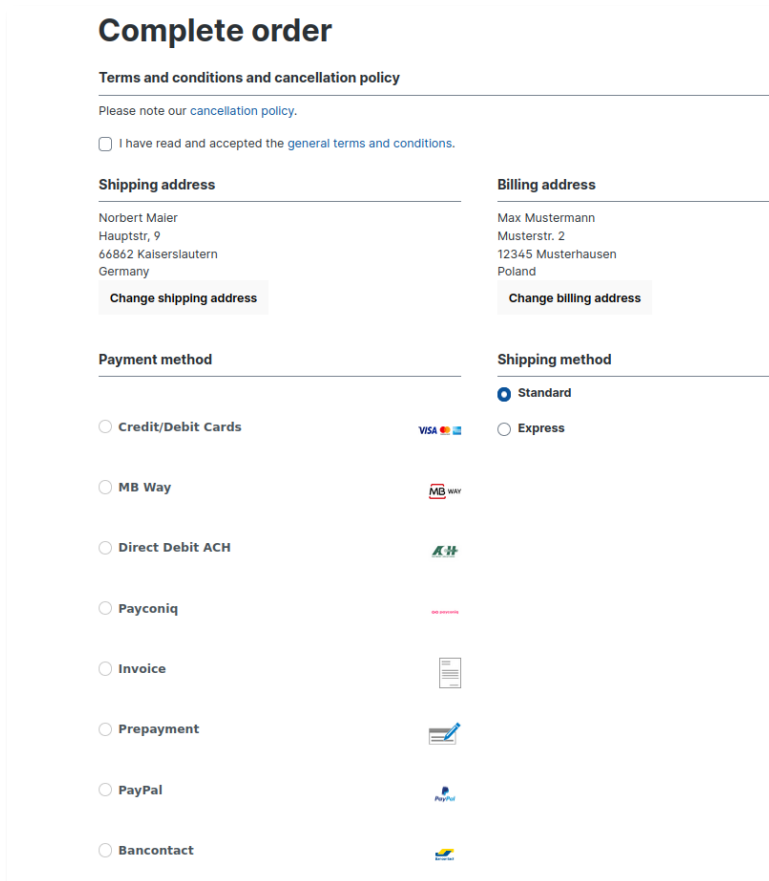 Complete order
Terms and conditions and cancellation policy
Please note our cancellation policy.
I have read and accepted the general terms and conditions.
Shipping address
Norbert Maier
Hauptstr, 9
66862 Kaiserslautern
Germany
Change shipping address
Billing address
Max Mustermann
Musterstr. 2
12345 Musterhausen
Poland
Change billing address
Payment method
Credit/Debit Cards
VISA
MB Way
MB WAY
Direct Debit ACH
ACH
Payconiq
Invoice
Prepayment
PayPal
PayPal
Bancontact
Shipping method
Standard
Express